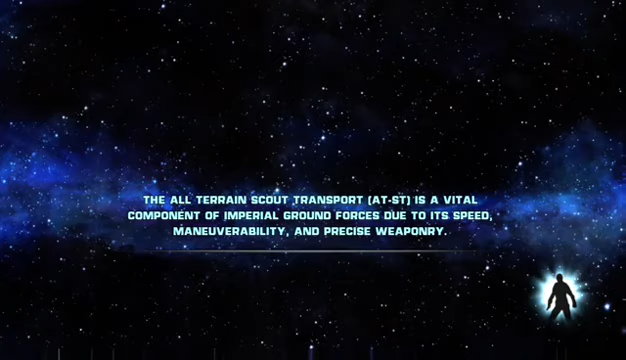 THE ALL TERRAIN SCOUT TRANSPORT (AT-ST) IS A VITAL
COMPONENT OF IMPERIAL GROUND FORCES DUE TO ITS SPEED,
MANEUVERABILITY, AND PRECISE WEAPONRY.